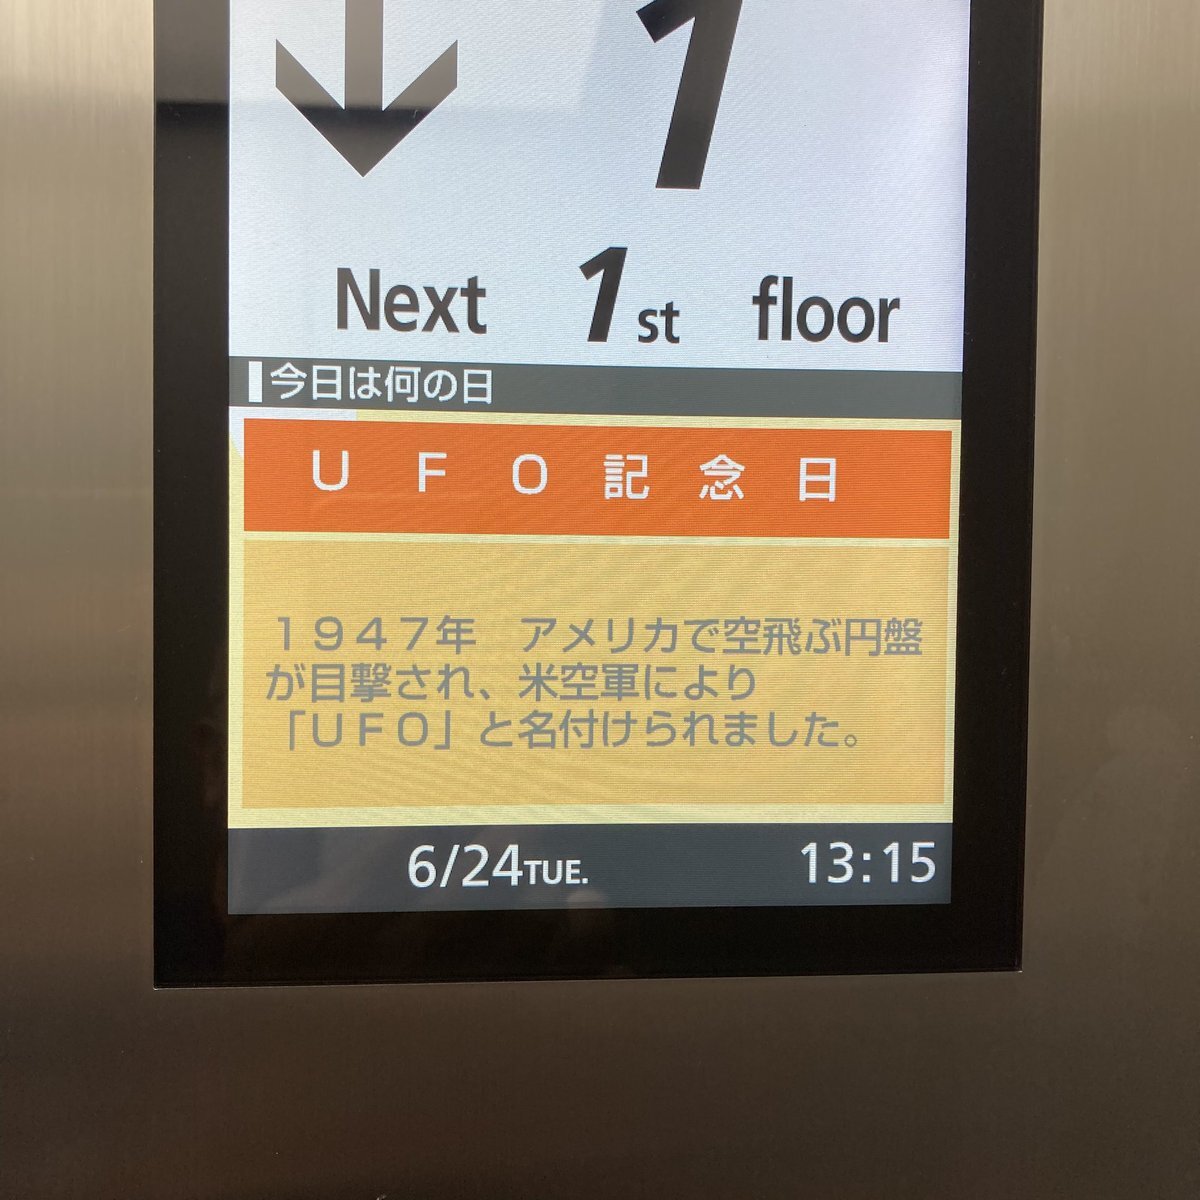 1
Next 1st floor
今日は何の日
UFO記念日
1947年 アメリカで空飛ぶ円盤
が目撃され、米空軍により
「UFO」と名付けられました。
6/24TUE. 13:15